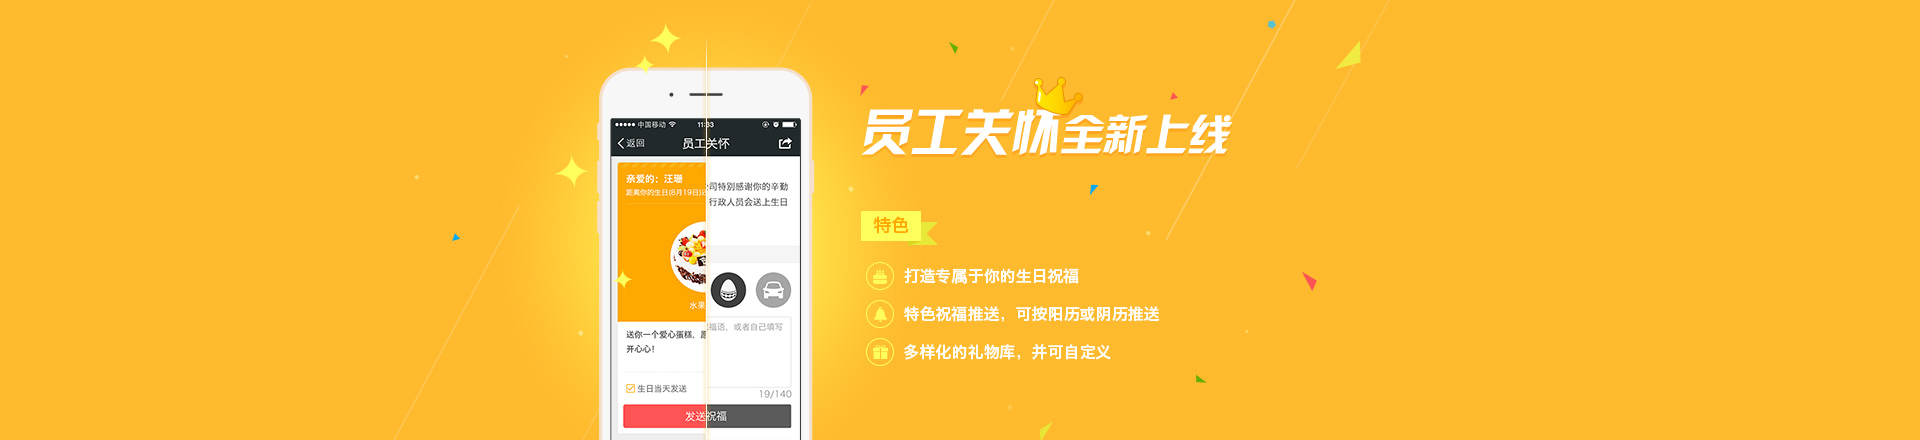 中国移动 11:33
返回 员工关怀
亲爱的：汪珊
距离你的生日(8月19日)
司特别感谢你的辛勤
行政人员会送上生日
水果
福语，或者自己填写
送你一个爱心蛋糕，
开心心！
19/140
生日当天发送
发送祝福
员工关怀全新上线
特色
打造专属于你的生日祝福
特色祝福推送，可按阳历或阴历推送
多样化的礼物库，并可自定义